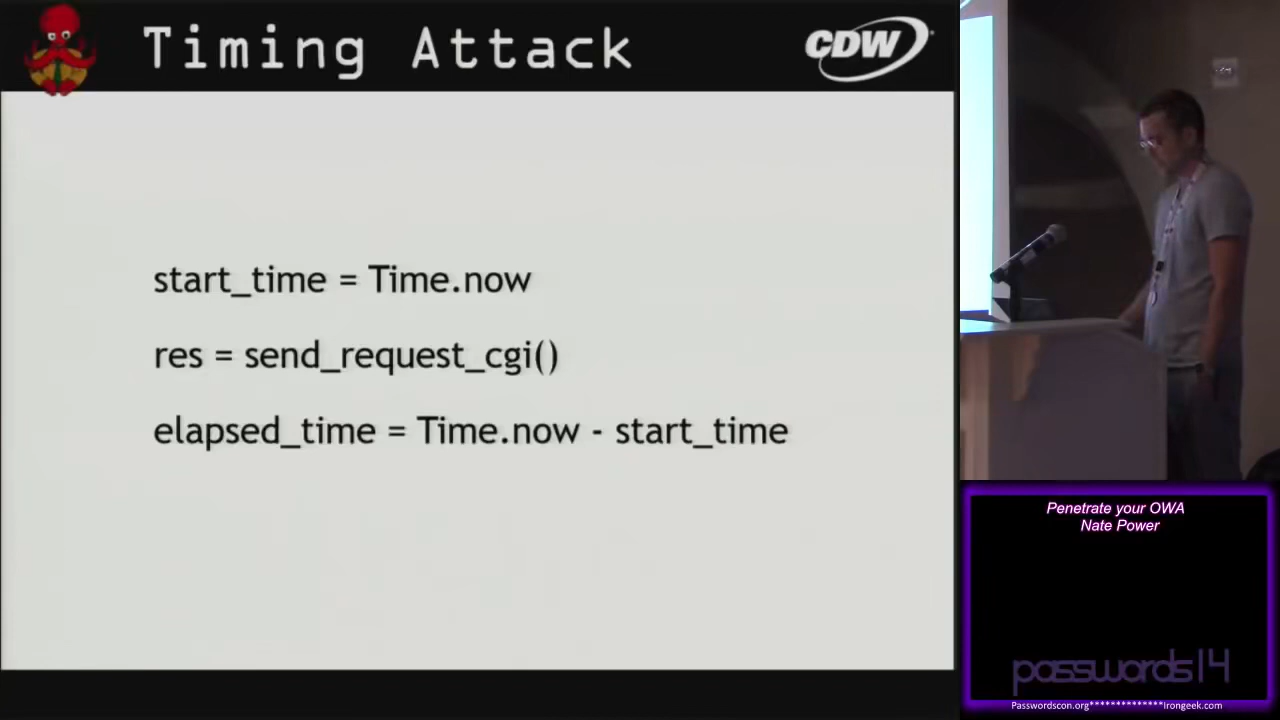 Timing Attack
CDW
start_time = Time.now
res = send_request_cgi()
elapsed_time = Time.now - start_time
Penetrate your OWA
Nate Power
passwords14
Passwordscon.org**************Irongeek.com